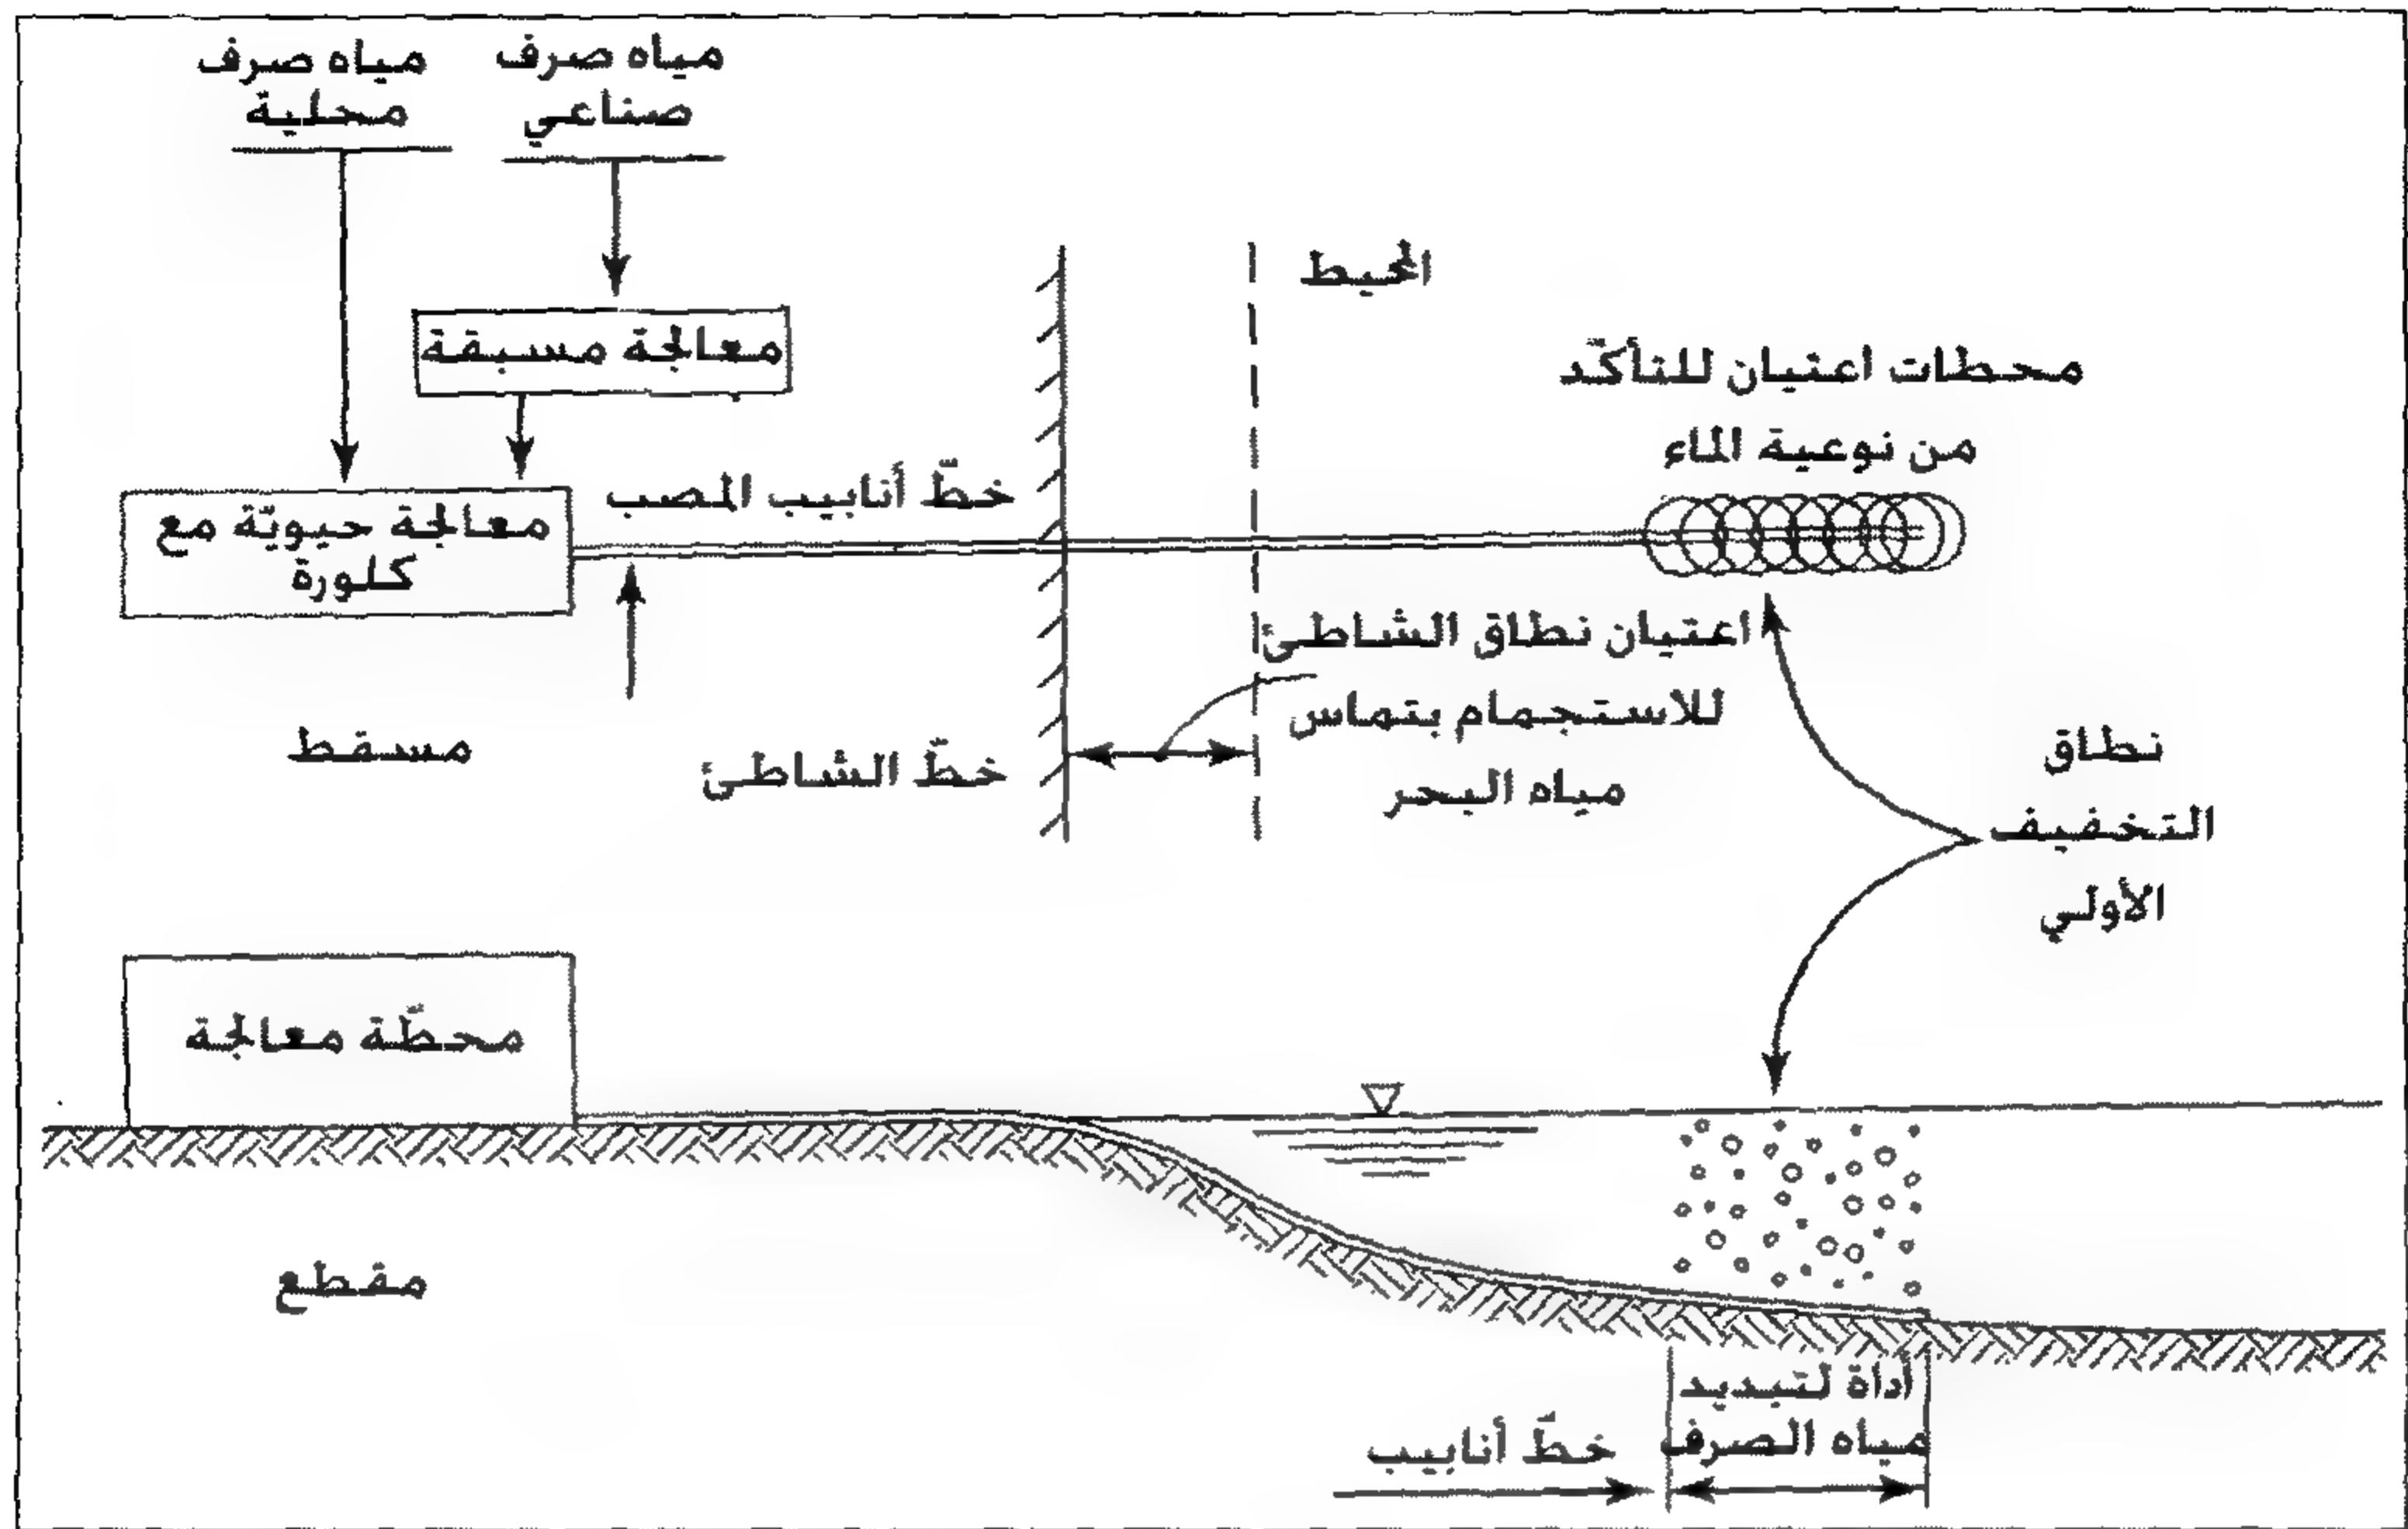 مياه صرف صناعي
مياه صرف
محلية
معالجة مسبقة
معالجة حيويّة مع
كلورة
خطّ أنابيب المصب
المحيط
محطات اعتيان للتأكّد
من نوعية الماء
اعتيان نطاق الشاطئ
للاستجمام بتماس
مياه البحر
خطّ الشاطئ
مسقط
نطاق
التخفيف
الأولي
محطّة معالجة
مقطع
أداة لتبديد
مياه الصرف
خطّ أنابيب